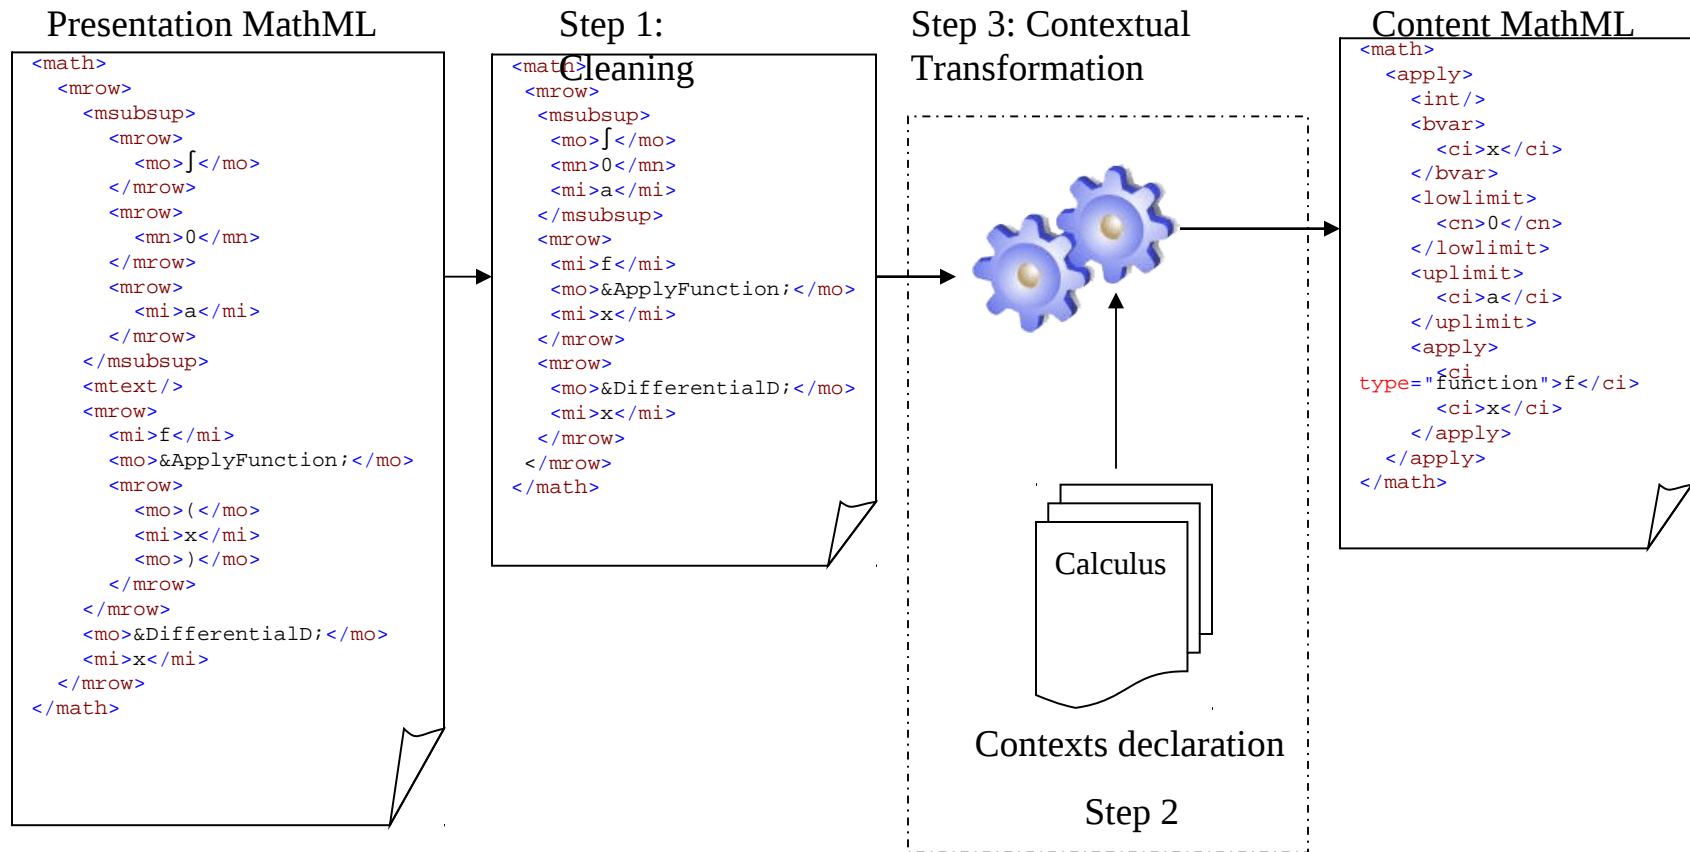 Presentation MathML
<math>
<mrow>
<msubsup>
<mrow>
<mo>∫</mo>
</mrow>
<mrow>
<mn>0</mn>
</mrow>
<mrow>
<mi>a</mi>
</mrow>
</msubsup>
<mtext/>
<mrow>
<mi>f</mi>
<mo>&ApplyFunction;</mo>
<mrow>
<mo>(</mo>
<mi>x</mi>
<mo>)</mo>
</mrow>
</mrow>
<mo>&DifferentialD;</mo>
<mi>x</mi>
</mrow>
</math>
Step 1:
Cleaning
<math>
<mrow>
<msubsup>
<mo>∫</mo>
<mn>0</mn>
<mi>a</mi>
</msubsup>
<mrow>
<mi>f</mi>
<mo>&ApplyFunction;</mo>
<mi>x</mi>
</mrow>
<mrow>
<mo>&DifferentialD;</mo>
<mi>x</mi>
</mrow>
</mrow>
</math>
Step 3: Contextual
Transformation
Calculus
Contexts declaration
Step 2
Content MathML
<math>
<apply>
<int/>
<bvar>
<ci>x</ci>
</bvar>
<lowlimit>
<cn>0</cn>
</lowlimit>
<uplimit>
<ci>a</ci>
</uplimit>
<apply>
<ci
type="function">f</ci>
<ci>x</ci>
</apply>
</apply>
</math>